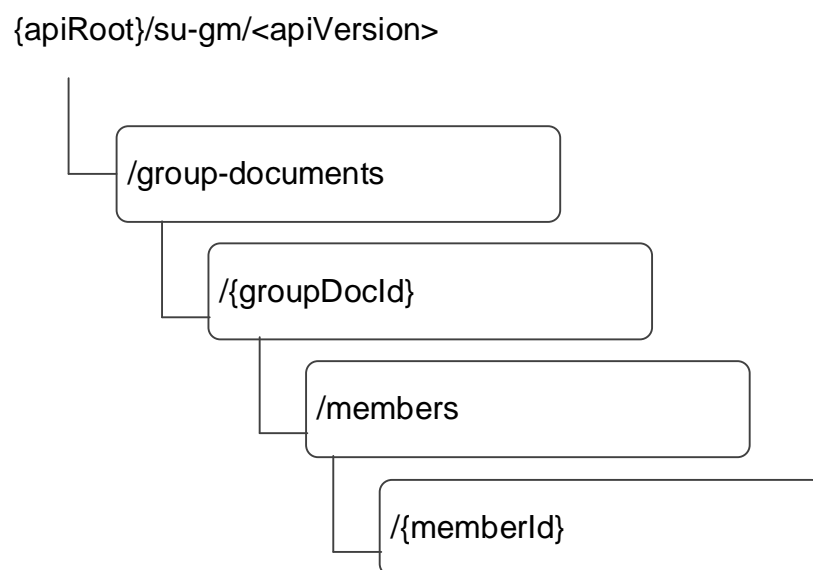 {apiRoot}/su-gm/<apiVersion>
/group-documents
/{groupDocId}
/members
/{memberId}